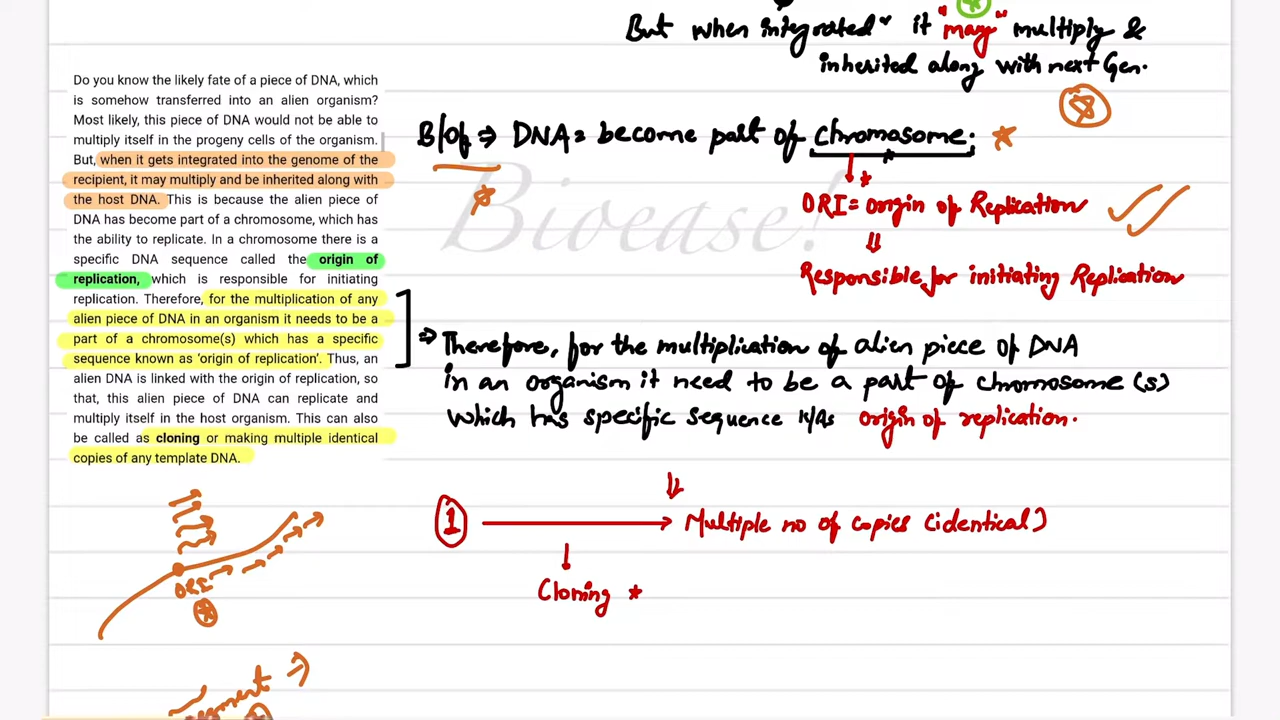 But when integrated it "may" multiply &
inherited along with next Gen.
Do you know the likely fate of a piece of DNA, which
is somehow transferred into an alien organism?
Most likely, this piece of DNA would not be able to
multiply itself in the progeny cells of the organism.
But, when it gets integrated into the genome of the
recipient, it may multiply and be inherited along with
the host DNA. This is because the alien piece of
DNA has become part of a chromosome, which has
the ability to replicate. In a chromosome there is a
specific DNA sequence called the origin of
replication, which is responsible for initiating
replication. Therefore, for the multiplication of any
alien piece of DNA in an organism it needs to be a
part of a chromosome(s) which has a specific
sequence known as 'origin of replication'. Thus, an
alien DNA is linked with the origin of replication, so
that, this alien piece of DNA can replicate and
multiply itself in the host organism. This can also
be called as cloning or making multiple identical
copies of any template DNA.
B/Of ⇒ DNA = become part of chromasome.
ORI = origin of Replication
Responsible for initiating Replication
Bioease!
⇒ Therefore, for the multiplication of alien piece of DNA
in an organism it need to be a part of chromosome (s)
which has specific sequence K/As origin of replication.
1 → Multiple no of copies (identical)
Cloning
ORI